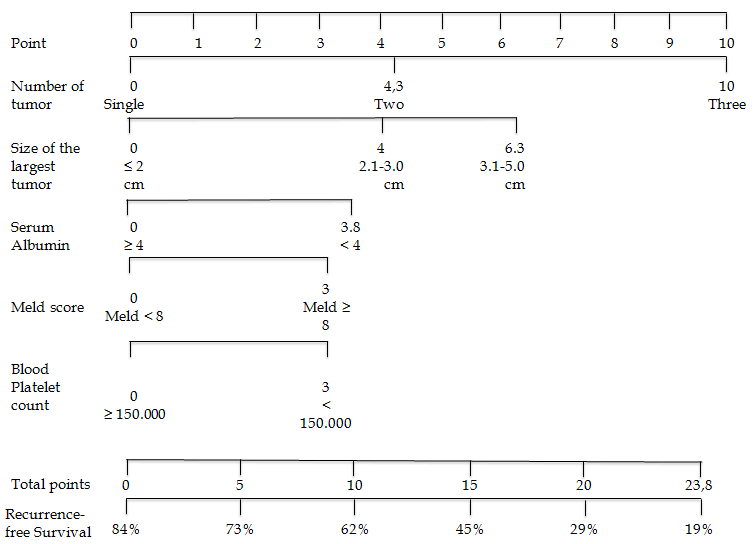 Point 0 1 2 3 4 5 6 7 8 9 10
Number of tumor
0 4,3 10
Single Two Three
Size of the largest tumor
0 4 6.3
≤ 2 2.1-3.0 3.1-5.0
cm cm cm
Serum Albumin
0 3.8
≥ 4 < 4
Meld score
0 3
Meld < 8 Meld ≥ 8
Blood Platelet count
0 3
≥ 150.000 < 150.000
Total points 0 5 10 15 20 23,8
Recurrence-free Survival
84% 73% 62% 45% 29% 19%